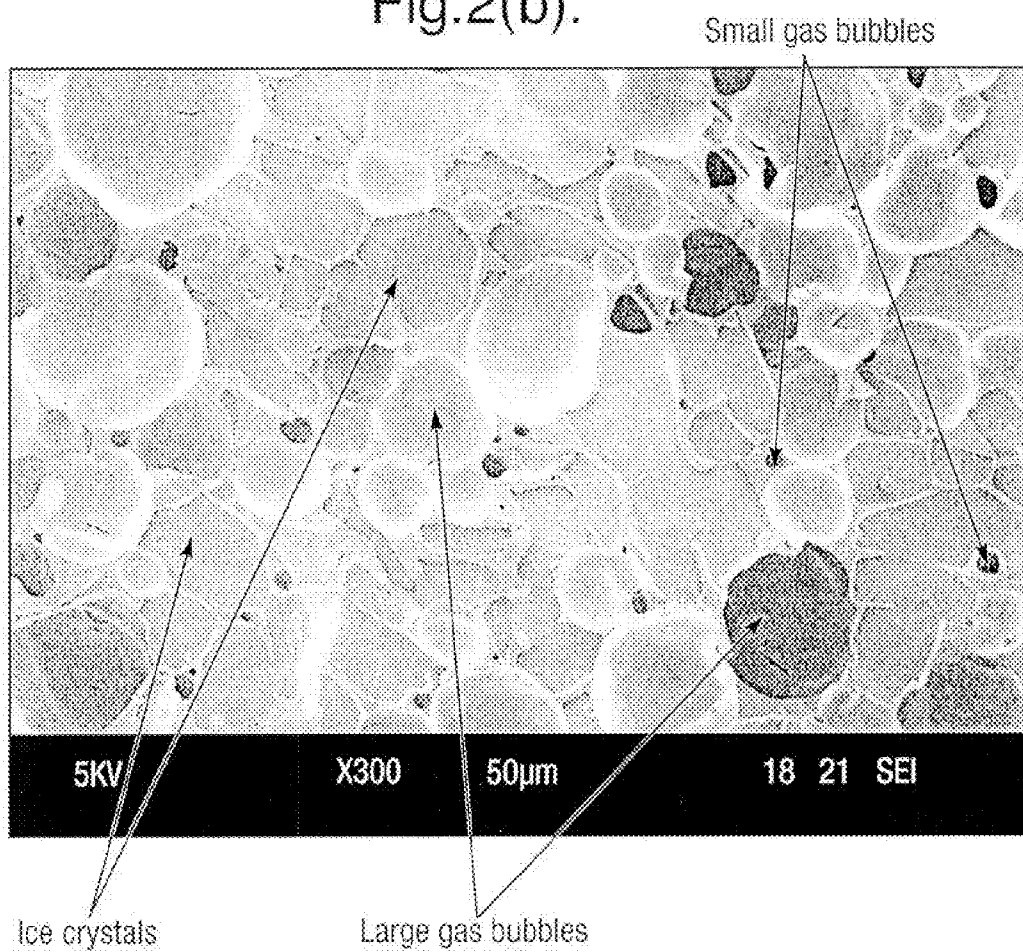 Fig.2(b).
Small gas bubbles
5KV X300 50µm 18 21 SEI
Ice crystals
Large gas bubbles